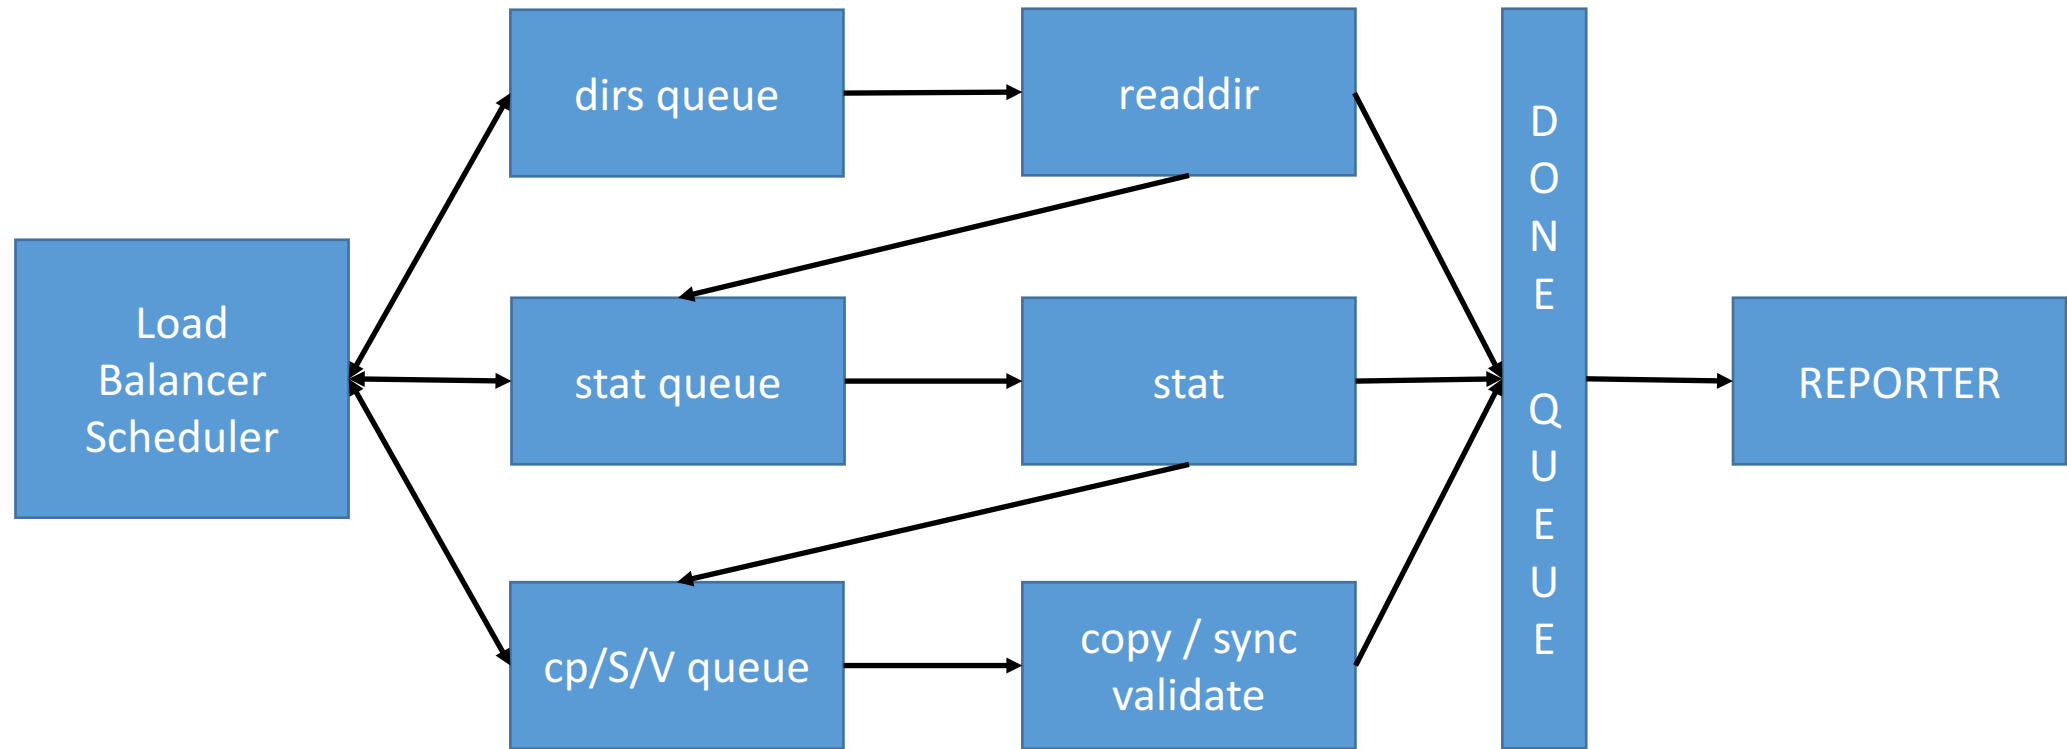 dirs queue
readdir
Load
Balancer
Scheduler
stat queue
stat
cp/S/V queue
copy / sync
validate
D
O
N
E
Q
U
E
U
E
REPORTER